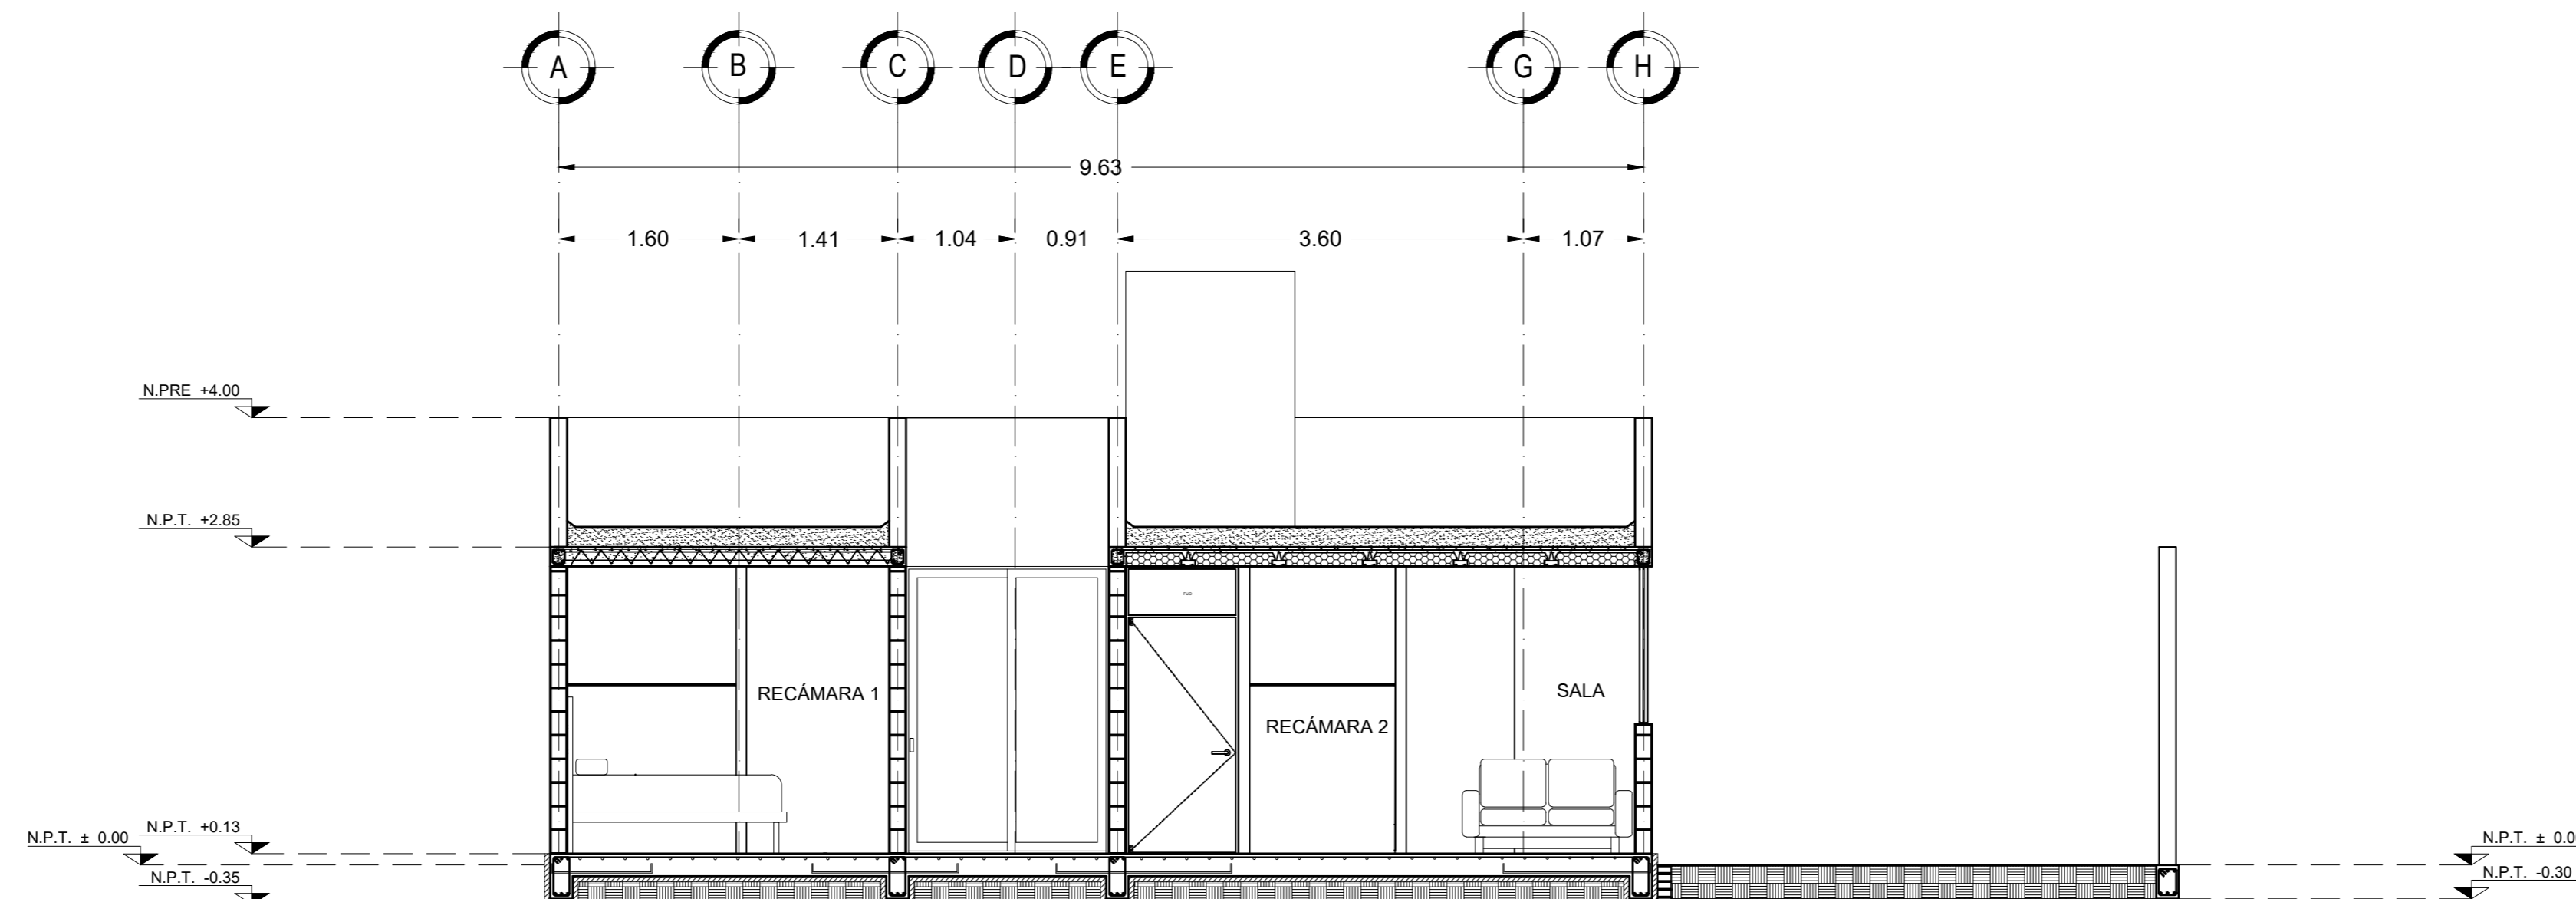 A B C D E G H
9.63
1.60 1.41 1.04 0.91 3.60 1.07
N.PRE +4.00
N.P.T. +2.85
FIJO
RECÁMARA 1
SALA
RECÁMARA 2
N.P.T. ± 0.00
N.P.T. +0.13
N.P.T. ± 0.0
N.P.T. -0.35
N.P.T. -0.30